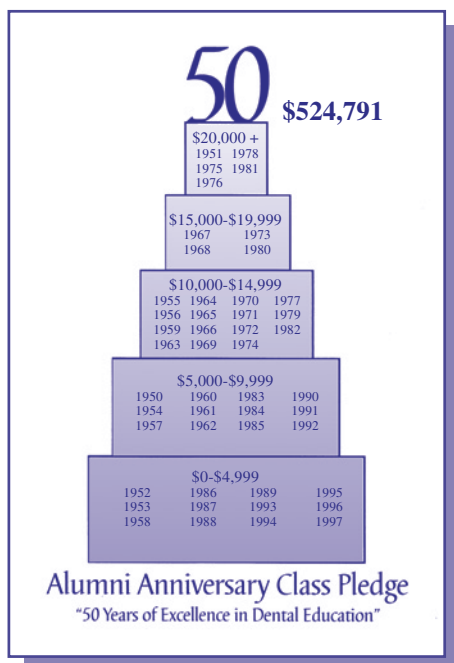 50
$524,791
$20,000 +
1951 1978
1975 1981
1976
$15,000-$19,999
1967 1973
1968 1980
$10,000-$14,999
1955 1964 1970 1977
1956 1965 1971 1979
1959 1966 1972 1982
1963 1969 1974
$5,000-$9,999
1950 1960 1983 1990
1954 1961 1984 1991
1957 1962 1985 1992
$0-$4,999
1952 1986 1989 1995
1953 1987 1993 1996
1958 1988 1994 1997
Alumni Anniversary Class Pledge
“50 Years of Excellence in Dental Education”